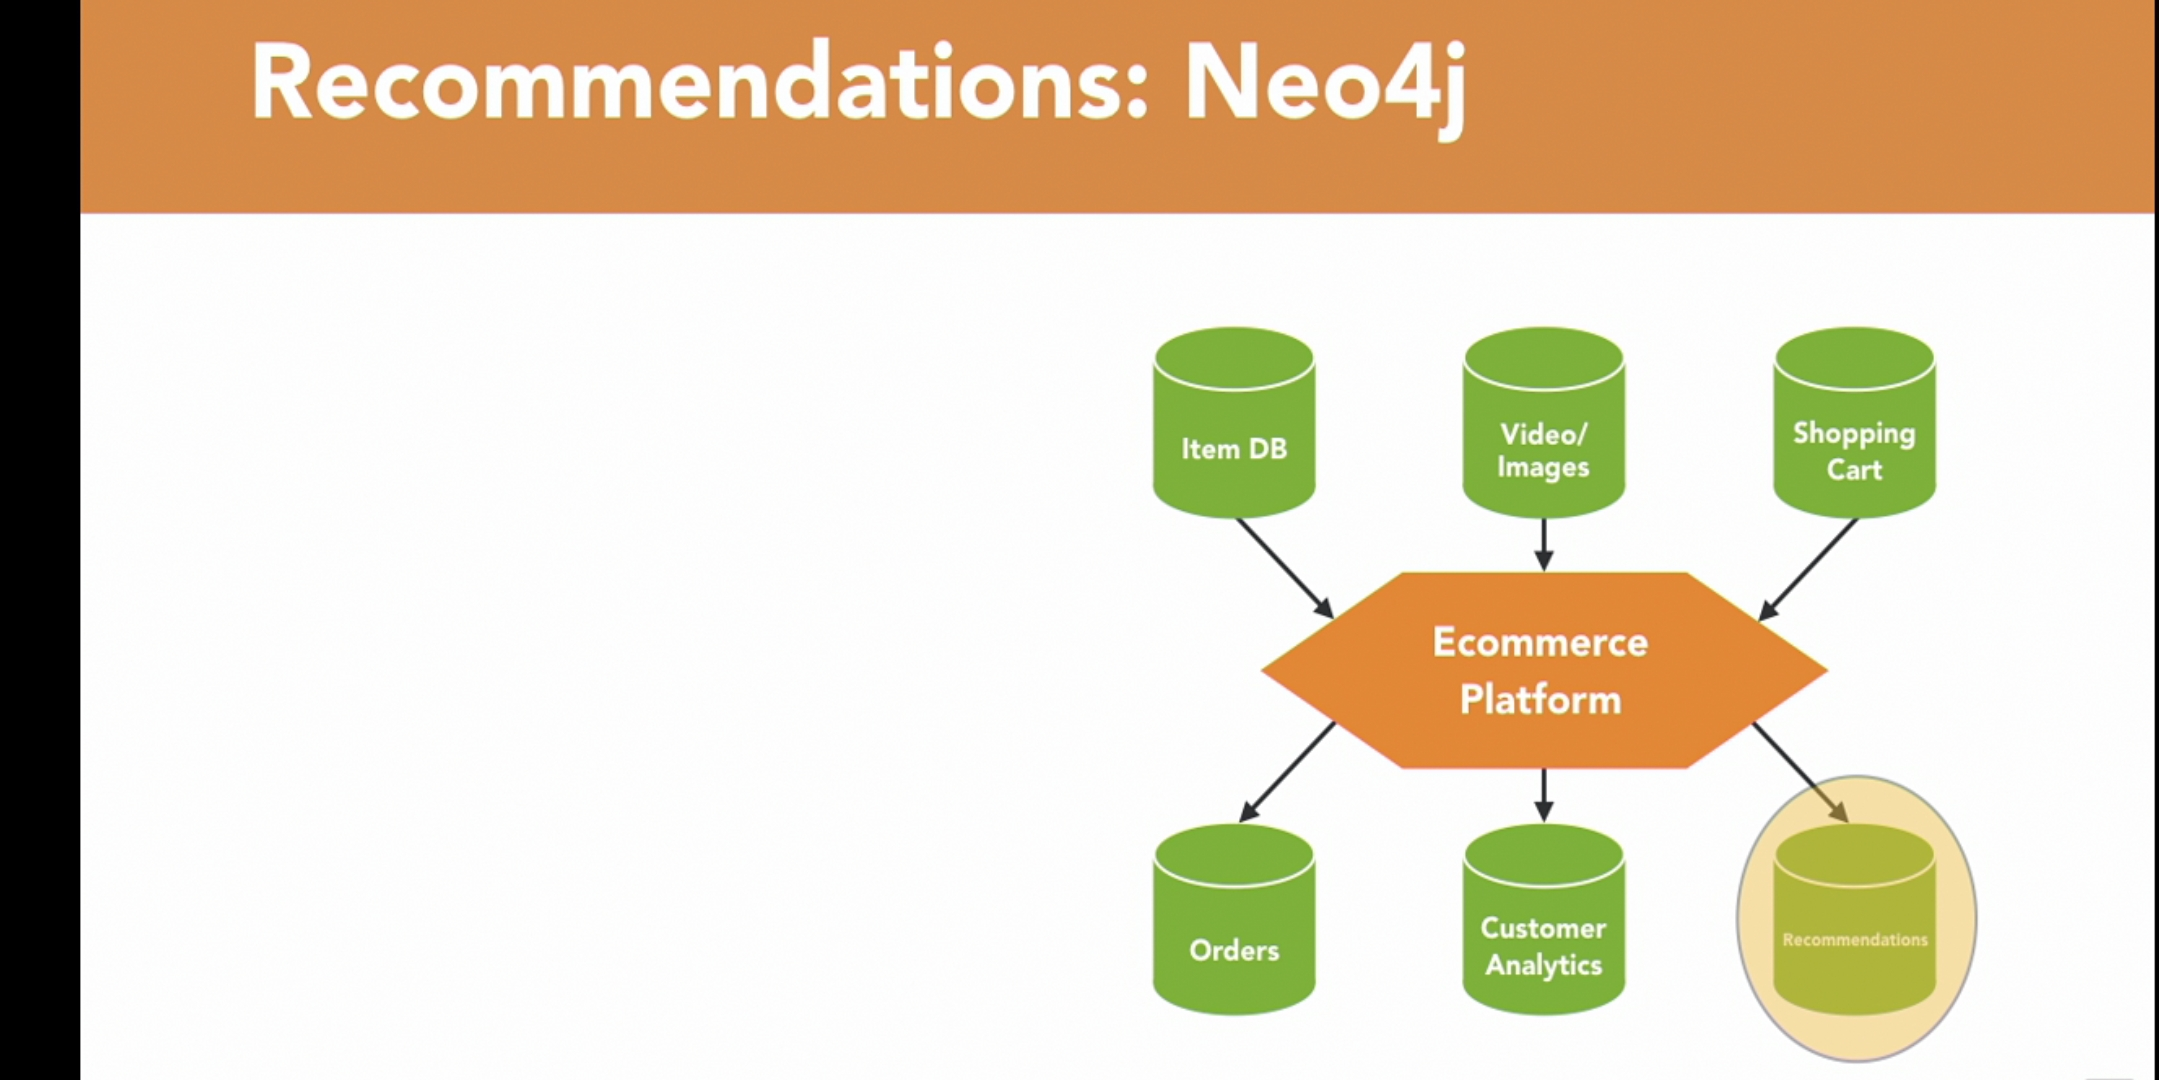 Recommendations: Neo4j
Item DB
Video/
Images
Shopping
Cart
Ecommerce
Platform
Orders
Customer
Analytics
Recommendations